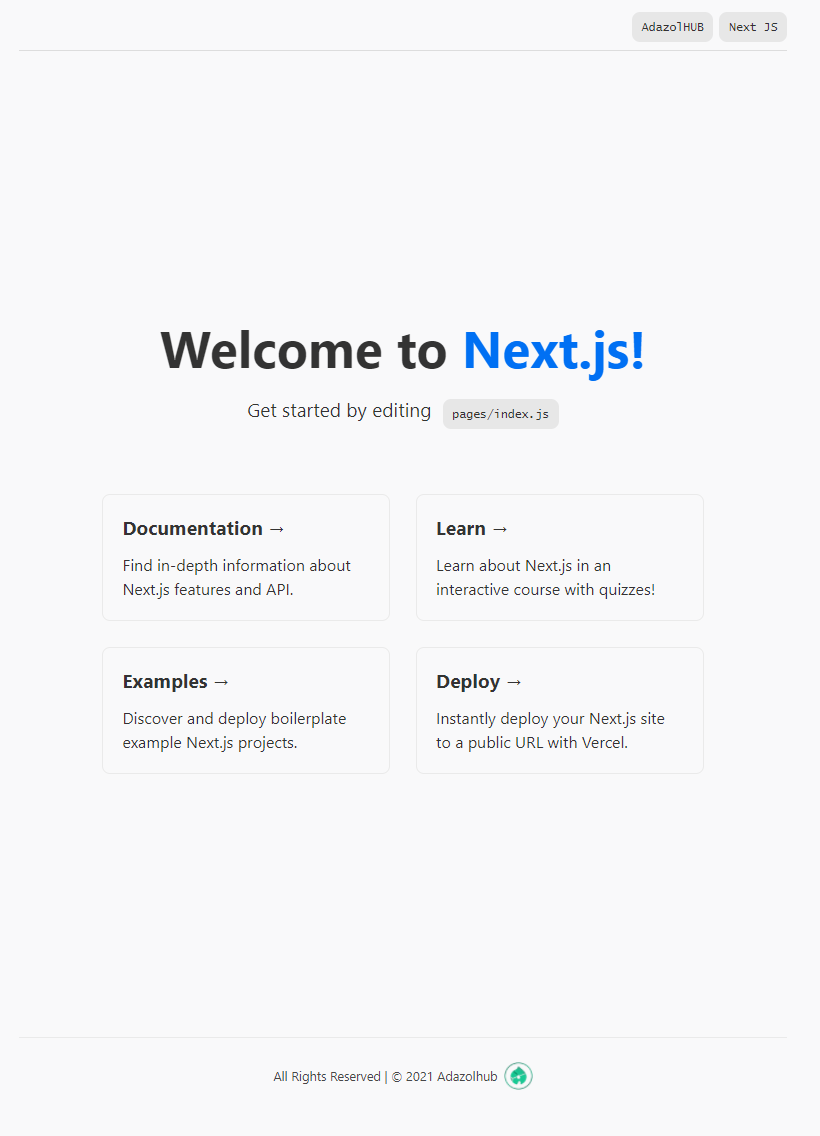 AdazolHUB Next JS
Welcome to Next.js!
Get started by editing pages/index.js
Documentation →
Find in-depth information about
Next.js features and API.
Learn →
Learn about Next.js in an
interactive course with quizzes!
Examples →
Discover and deploy boilerplate
example Next.js projects.
Deploy →
Instantly deploy your Next.js site
to a public URL with Vercel.
All Rights Reserved | © 2021 Adazolhub